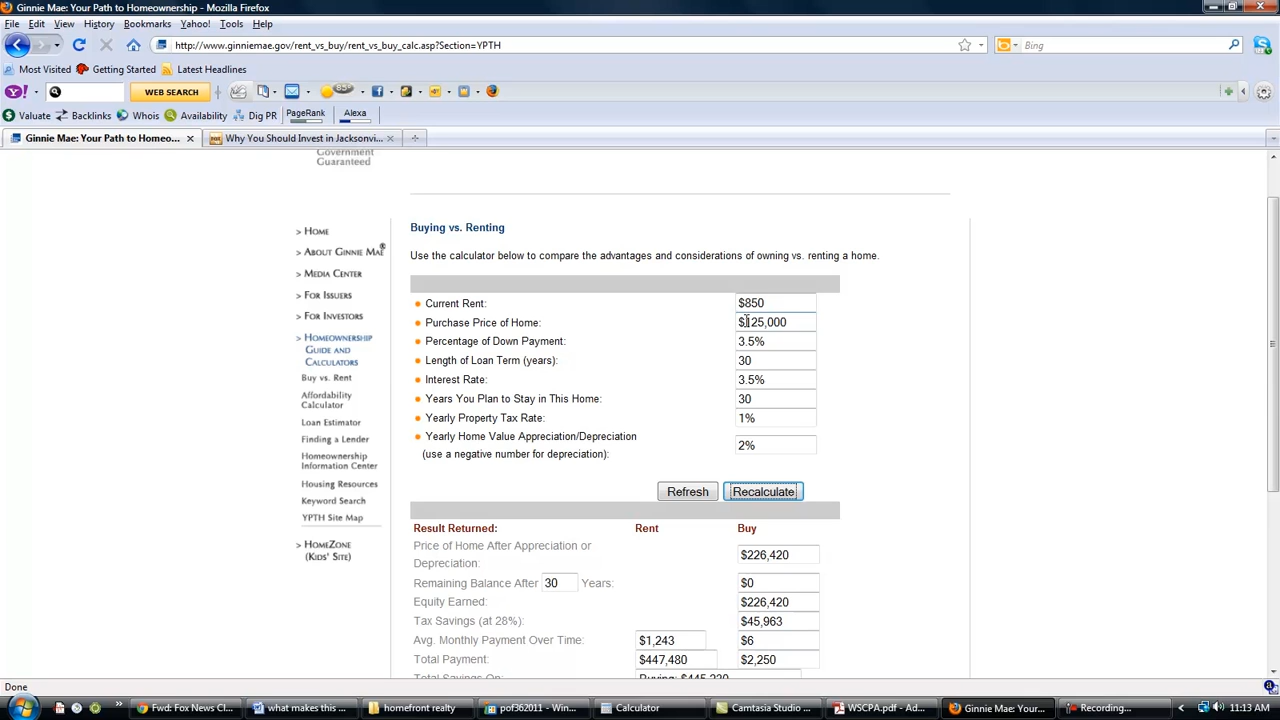 Ginnie Mae: Your Path to Homeownership - Mozilla Firefox
File Edit View History Bookmarks Yahoo! Tools Help
http://www.ginniemae.gov/rent_vs_buy/rent_vs_buy_calc.asp?Section=YPTH
Bing
Most Visited Getting Started Latest Headlines
Y! WEB SEARCH 85°
Value Backlinks Whois Availability Dig PR PageRank Alexa
Ginnie Mae: Your Path to Homeo... Why You Should Invest in Jacksonvi...
Government
Guaranteed
> HOME
> ABOUT GINNIE MAE®
> MEDIA CENTER
> FOR ISSUERS
> FOR INVESTORS
> HOMEOWNERSHIP
GUIDE AND
CALCULATORS
Buy vs. Rent
Affordability
Calculator
Loan Estimator
Finding a Lender
Homeownership
Information Center
Housing Resources
Keyword Search
YPTH Site Map
> HOMEZONE
(KIDS' SITE)
Buying vs. Renting
Use the calculator below to compare the advantages and considerations of owning vs. renting a home.
Current Rent: $850
Purchase Price of Home: $125,000
Percentage of Down Payment: 3.5%
Length of Loan Term (years): 30
Interest Rate: 3.5%
Years You Plan to Stay in This Home: 30
Yearly Property Tax Rate: 1%
Yearly Home Value Appreciation/Depreciation
(use a negative number for depreciation): 2%
Refresh Recalculate
Result Returned: Rent Buy
Price of Home After Appreciation or
Depreciation: $226,420
Remaining Balance After 30 Years: $0
Equity Earned: $226,420
Tax Savings (at 28%): $45,963
Avg. Monthly Payment Over Time: $1,243 $6
Total Payment: $447,480 $2,250
Total Savings On: Buying: $445,230
Done
Fwd: Fox News Cl... what makes this ... homefront realty pof362011 - Win... Calculator Camtasia Studio ... WSCPA.pdf - Ad... Ginnie Mae: Your... Recording... 11:13 AM